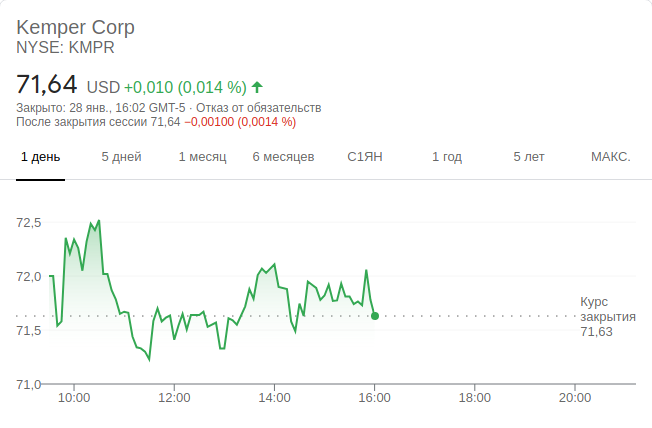 Kemper Corp
NYSE: KMPR
71,64 USD +0,010 (0,014 %)
Закрыто: 28 янв., 16:02 GMT-5 · Отказ от обязательств
После закрытия сессии 71,64 −0,00100 (0,0014 %)
1 день 5 дней 1 месяц 6 месяцев С1ЯН 1 год 5 лет МАКС.
72,5
72,0
71,5
71,0
Курс
закрытия
71,63
10:00 12:00 14:00 16:00 18:00 20:00